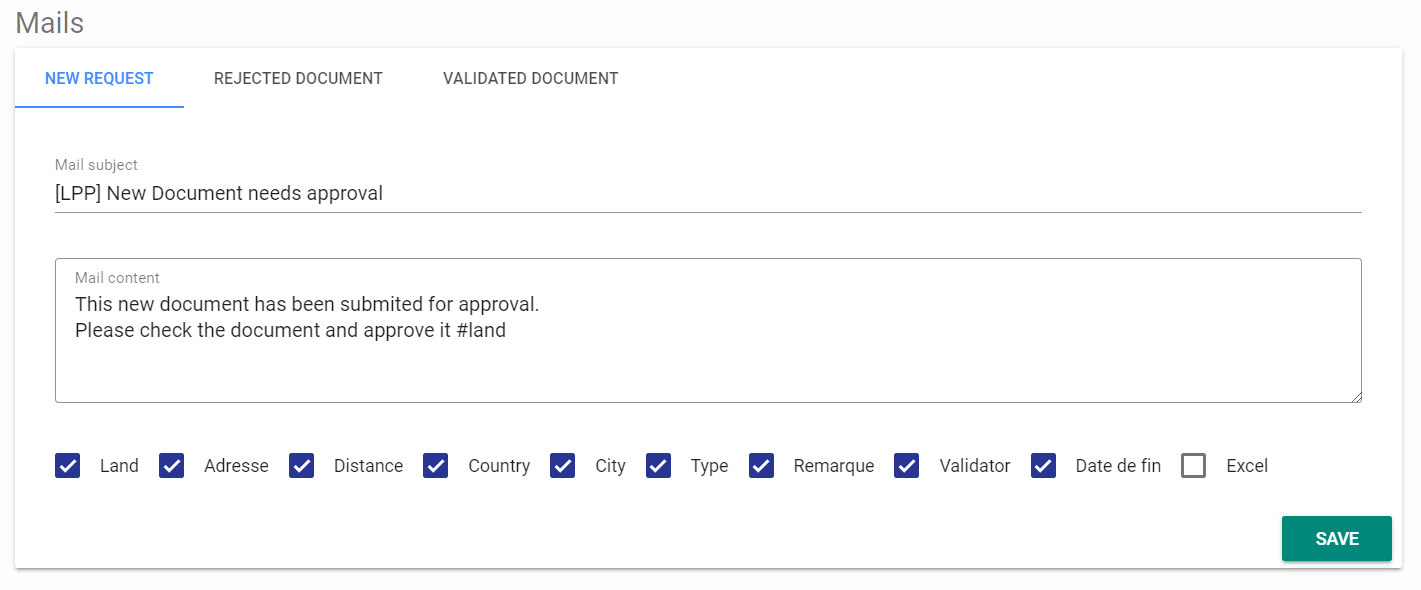 Mails
NEW REQUEST REJECTED DOCUMENT VALIDATED DOCUMENT
Mail subject
[LPP] New Document needs approval
Mail content
This new document has been submited for approval.
Please check the document and approve it #land
Land Adresse Distance Country City Type Remarque Validator Date de fin Excel
SAVE